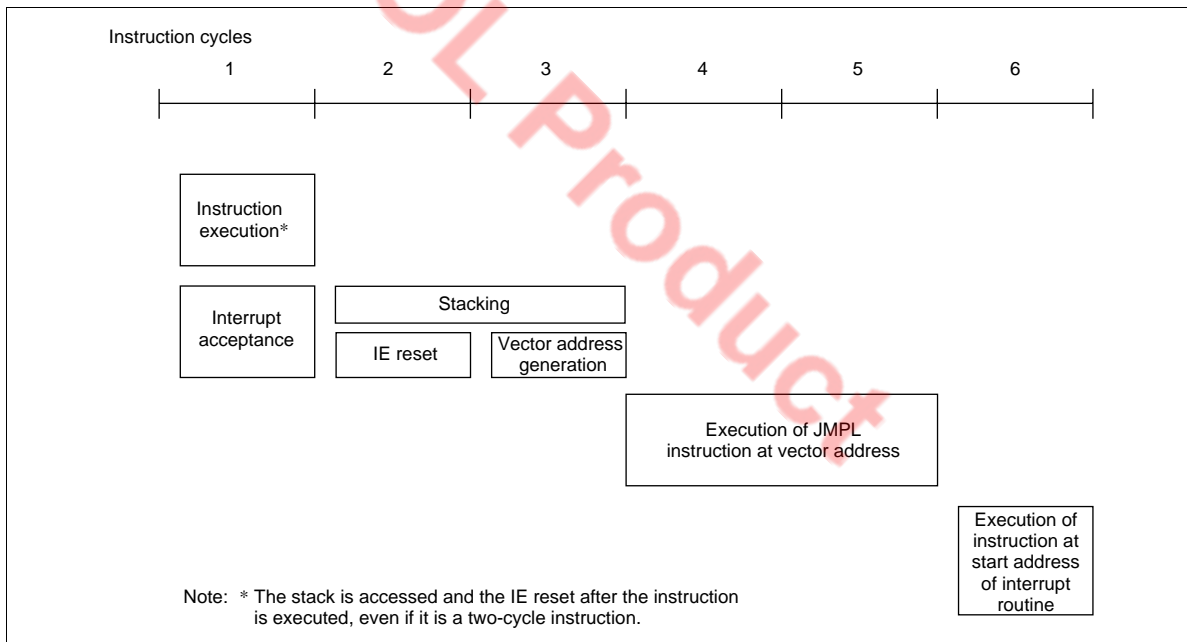 Instruction cycles
1 2 3 4 5 6
Instruction
execution*
Interrupt
acceptance
Stacking
IE reset
Vector address
generation
Execution of JMPL
instruction at vector address
Execution of
instruction at
start address
of interrupt
routine
Note: * The stack is accessed and the IE reset after the instruction
is executed, even if it is a two-cycle instruction.
OL Product